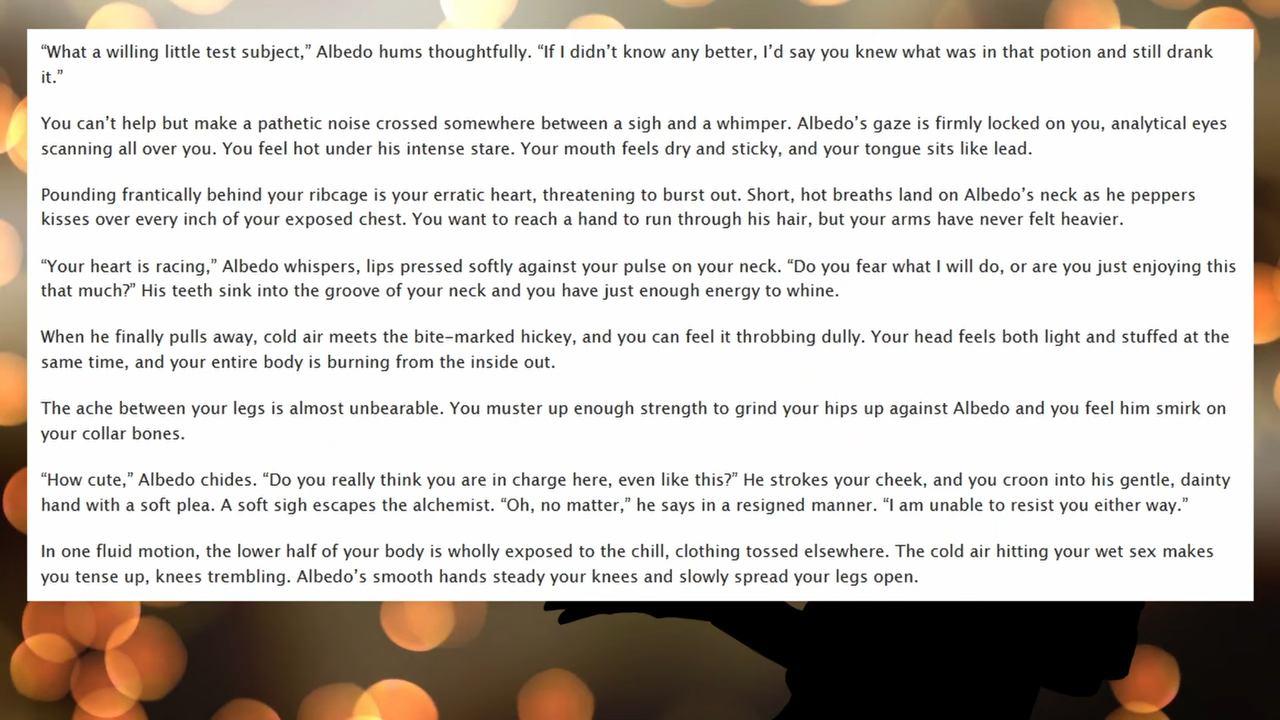 “What a willing little test subject,” Albedo hums thoughtfully. “If I didn’t know any better, I’d say you knew what was in that potion and still drank
it.”
You can’t help but make a pathetic noise crossed somewhere between a sigh and a whimper. Albedo’s gaze is firmly locked on you, analytical eyes
scanning all over you. You feel hot under his intense stare. Your mouth feels dry and sticky, and your tongue sits like lead.
Pounding frantically behind your ribcage is your erratic heart, threatening to burst out. Short, hot breaths land on Albedo’s neck as he peppers
kisses over every inch of your exposed chest. You want to reach a hand to run through his hair, but your arms have never felt heavier.
“Your heart is racing,” Albedo whispers, lips pressed softly against your pulse on your neck. “Do you fear what I will do, or are you just enjoying this
that much?” His teeth sink into the groove of your neck and you have just enough energy to whine.
When he finally pulls away, cold air meets the bite-marked hickey, and you can feel it throbbing dully. Your head feels both light and stuffed at the
same time, and your entire body is burning from the inside out.
The ache between your legs is almost unbearable. You muster up enough strength to grind your hips up against Albedo and you feel him smirk on
your collar bones.
“How cute,” Albedo chides. “Do you really think you are in charge here, even like this?” He strokes your cheek, and you croon into his gentle, dainty
hand with a soft plea. A soft sigh escapes the alchemist. “Oh, no matter,” he says in a resigned manner. “I am unable to resist you either way.”
In one fluid motion, the lower half of your body is wholly exposed to the chill, clothing tossed elsewhere. The cold air hitting your wet sex makes
you tense up, knees trembling. Albedo’s smooth hands steady your knees and slowly spread your legs open.